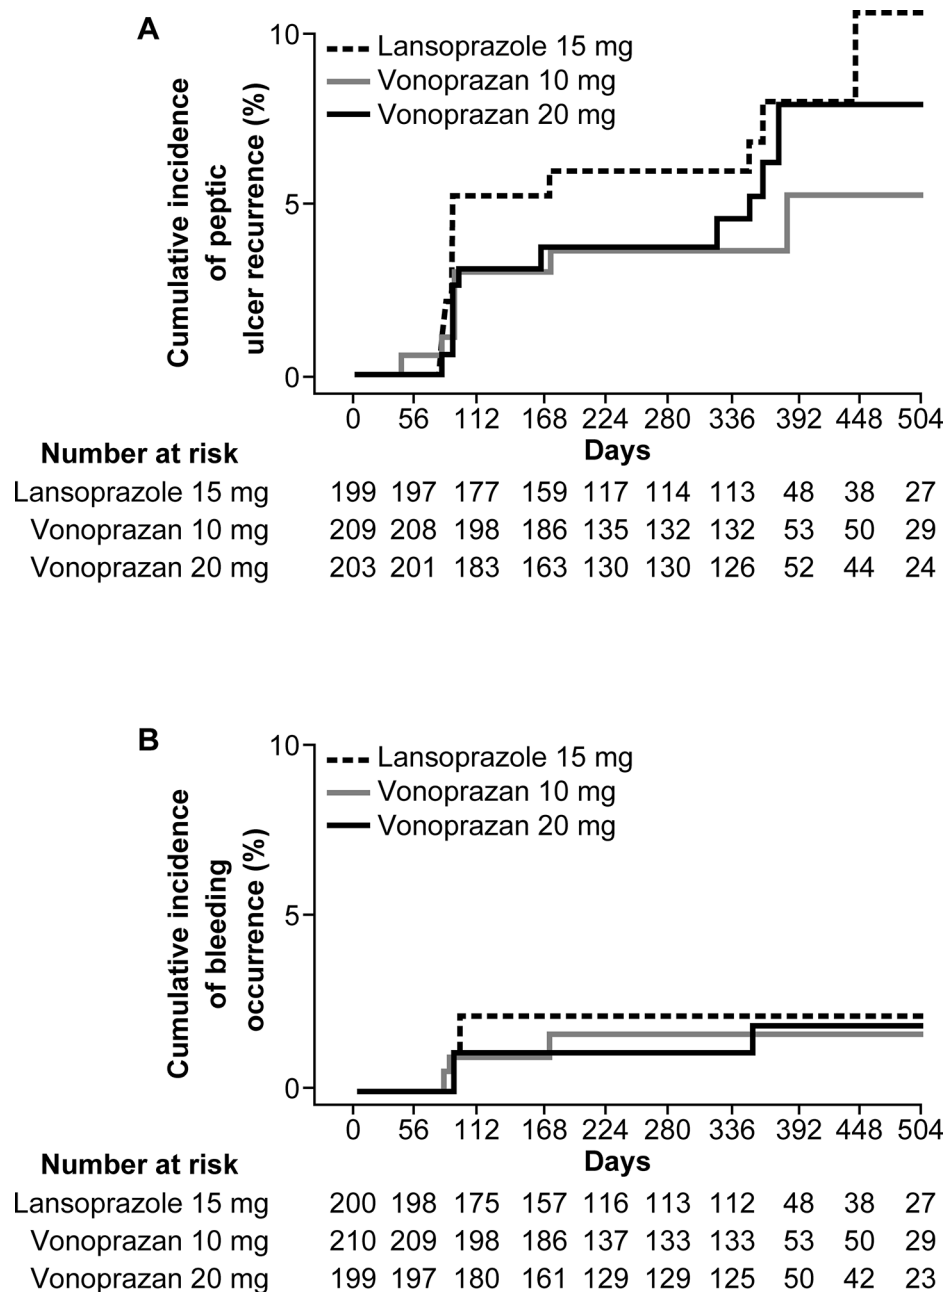 A
Cumulative incidence
of peptic
ulcer recurrence (%)
10
5
0
Lansoprazole 15 mg
Vonoprazan 10 mg
Vonoprazan 20 mg
0 56 112 168 224 280 336 392 448 504
Days
Number at risk
Lansoprazole 15 mg 199 197 177 159 117 114 113 48 38 27
Vonoprazan 10 mg 209 208 198 186 135 132 132 53 50 29
Vonoprazan 20 mg 203 201 183 163 130 130 126 52 44 24
B
Cumulative incidence
of bleeding
occurrence (%)
10
5
0
Lansoprazole 15 mg
Vonoprazan 10 mg
Vonoprazan 20 mg
0 56 112 168 224 280 336 392 448 504
Days
Number at risk
Lansoprazole 15 mg 200 198 175 157 116 113 112 48 38 27
Vonoprazan 10 mg 210 209 198 186 137 133 133 53 50 29
Vonoprazan 20 mg 199 197 180 161 129 129 125 50 42 23